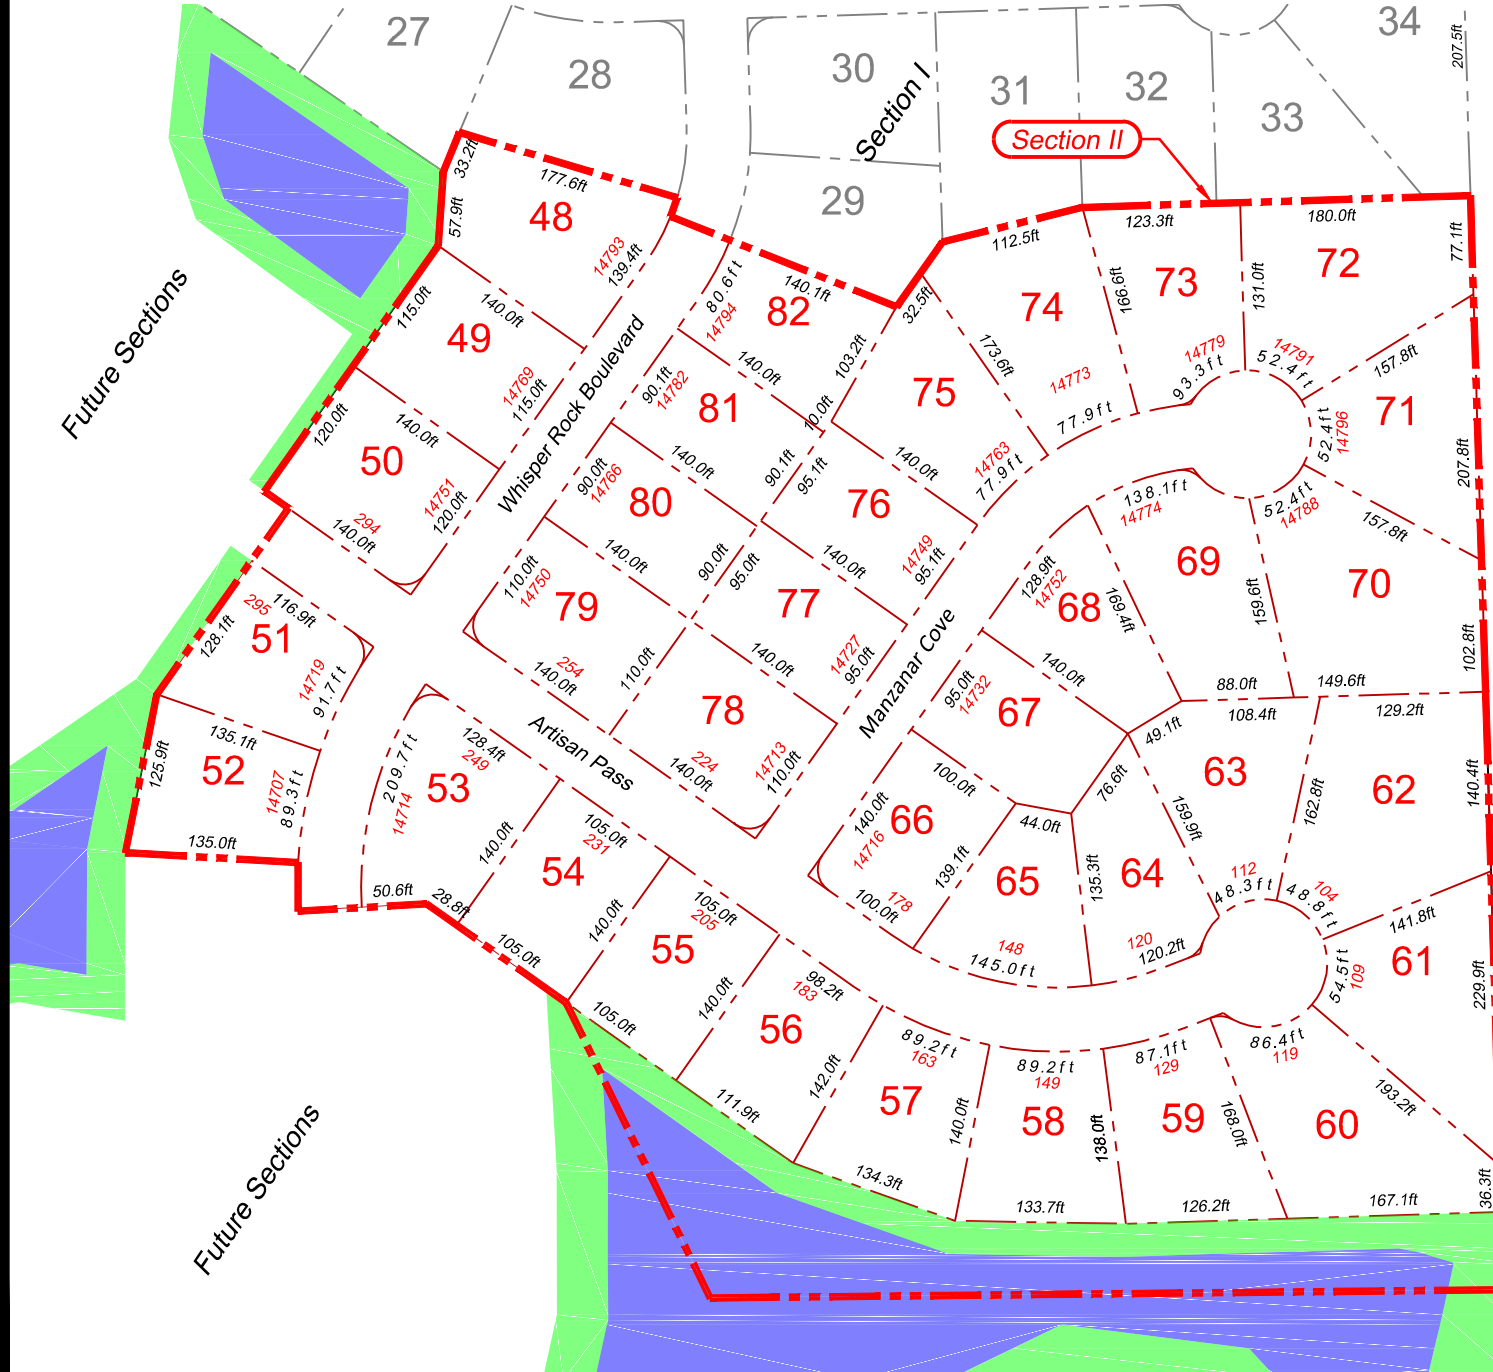 27
28
30
31
32
33
34
207.5ft
Section I
Section II
29
33.2ft
177.6ft
57.9ft
48
14793
139.4ft
80.6ft
14794
140.1ft
82
112.5ft
32.5ft
123.3ft
180.0ft
77.1ft
72
131.0ft
73
166.6ft
74
14779
93.3ft
14791
52.4ft
157.8ft
Future Sections
115.0ft
140.0ft
49
14769
115.0ft
Whisper Rock Boulevard
90.1ft
14782
140.0ft
81
103.2ft
10.0ft
75
173.6ft
14773
77.9ft
14763
77.9ft
71
52.4ft
14796
207.8ft
120.0ft
140.0ft
50
14751
120.0ft
294
140.0ft
90.0ft
14766
140.0ft
80
90.1ft
95.1ft
140.0ft
76
14749
95.1ft
138.1ft
14774
52.4ft
14788
157.8ft
69
70
159.6ft
102.8ft
128.9ft
14752
68
169.4ft
110.0ft
14750
140.0ft
79
90.0ft
95.0ft
140.0ft
77
14727
95.0ft
Manzanar Cove
295
116.9ft
51
128.1ft
14719
91.7ft
254
140.0ft
110.0ft
140.0ft
78
224
140.0ft
14713
110.0ft
95.0ft
14732
140.0ft
67
88.0ft
149.6ft
108.4ft
129.2ft
49.1ft
135.1ft
52
125.9ft
14707
89.3ft
135.0ft
Artisan Pass
209.7ft
14714
128.4ft
249
53
50.6ft
28.8ft
140.0ft
100.0ft
76.6ft
63
62
162.8ft
140.4ft
140.0ft
14716
66
44.0ft
159.9ft
139.1ft
65
135.3ft
64
178
100.0ft
112
48.3ft
104
48.8ft
105.0ft
231
54
105.0ft
140.0ft
105.0ft
205
55
148
145.0ft
120
120.2ft
141.8ft
61
54.5ft
109
229.9ft
105.0ft
140.0ft
98.2ft
183
56
111.9ft
142.0ft
89.2ft
163
57
89.2ft
149
58
140.0ft
138.0ft
87.1ft
129
59
168.0ft
86.4ft
119
60
193.2ft
134.3ft
133.7ft
126.2ft
167.1ft
36.3ft
Future Sections